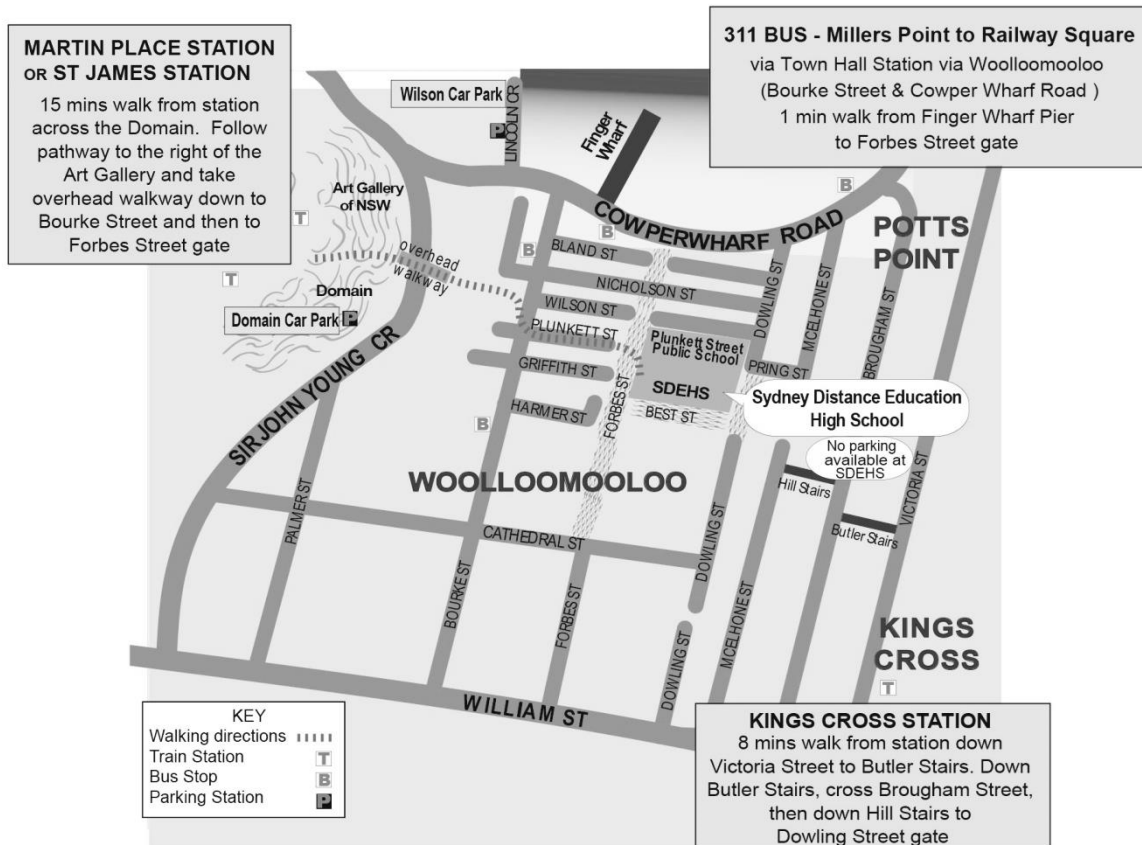 MARTIN PLACE STATION
OR ST JAMES STATION
15 mins walk from station
across the Domain. Follow
pathway to the right of the
Art Gallery and take
overhead walkway down to
Bourke Street and then to
Forbes Street gate
311 BUS - Millers Point to Railway Square
via Town Hall Station via Woolloomooloo
(Bourke Street & Cowper Wharf Road )
1 min walk from Finger Wharf Pier
to Forbes Street gate
Wilson Car Park
P
LINCOLN CR
Finger
Wharf
B
COWPERWHARF ROAD
POTTS
POINT
Art Gallery
of NSW
T
T
overhead
walkway
Domain
Domain Car Park
P
B
B
BLAND ST
NICHOLSON ST
WILSON ST
PLUNKETT ST
GRIFFITH ST
HARMER ST
B
FORBES ST
Plunkett Street
Public School
SDEHS
BEST ST
DOWLING ST
MCELHONE ST
BROUGHAM ST
PRING ST
Sydney Distance Education
High School
No parking
available at
SDEHS
SIR JOHN YOUNG CR
WOOLLOOMOOLOO
Hill Stairs
Butler Stairs
VICTORIA ST
PALMER ST
CATHEDRAL ST
BOURKE ST
FORBES ST
DOWLING ST
DOWLING ST
MCELHONE ST
KINGS
CROSS
T
WILLIAM ST
KEY
Walking directions
Train Station T
Bus Stop B
Parking Station P
KINGS CROSS STATION
8 mins walk from station down
Victoria Street to Butler Stairs. Down
Butler Stairs, cross Brougham Street,
then down Hill Stairs to
Dowling Street gate